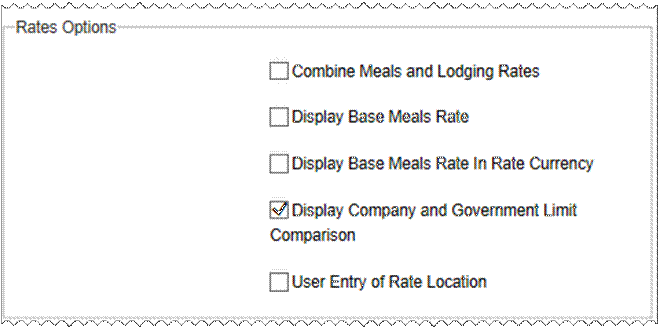 Rates Options
Combine Meals and Lodging Rates
Display Base Meals Rate
Display Base Meals Rate In Rate Currency
Display Company and Government Limit
Comparison
User Entry of Rate Location